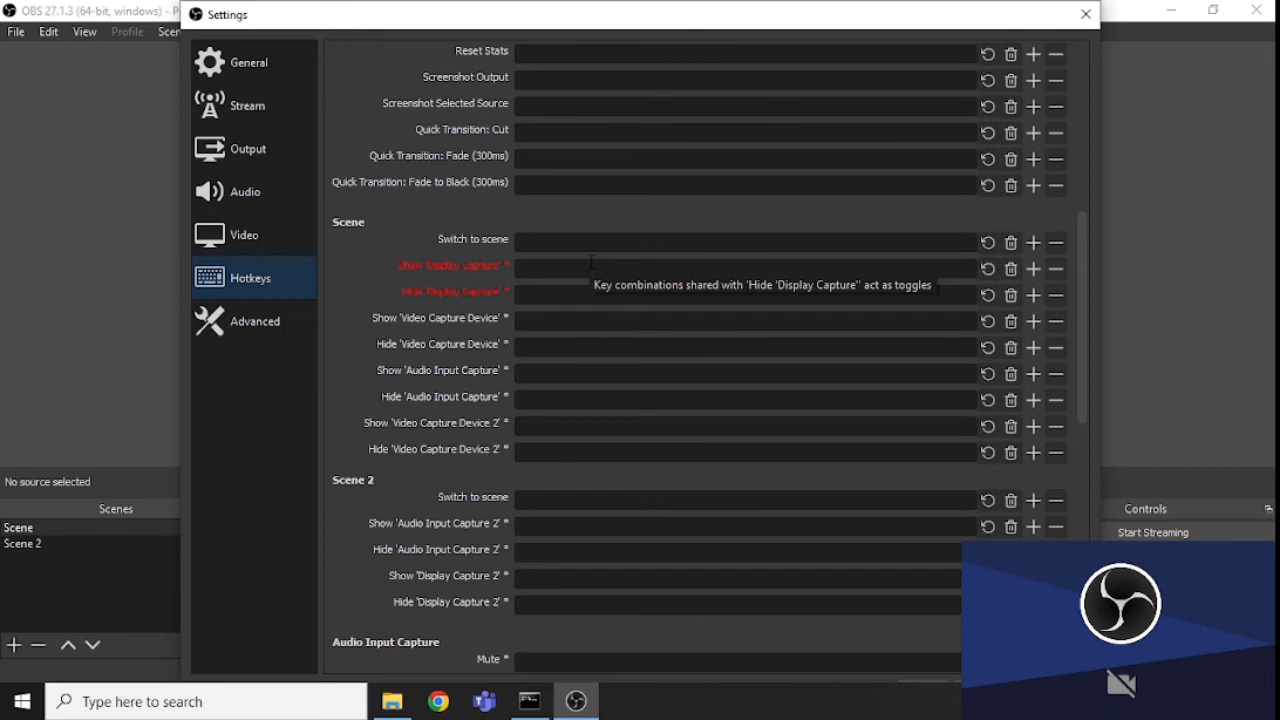 OBS 27.1.3 (64-bit, windows) - P
Settings
File Edit View Profile Scen
General
Stream
Output
Audio
Video
Hotkeys
Advanced
Reset Stats
Screenshot Output
Screenshot Selected Source
Quick Transition: Cut
Quick Transition: Fade (300ms)
Quick Transition: Fade to Black (300ms)
Scene
Switch to scene
Show 'Display Capture' *
Hide 'Display Capture' *
Key combinations shared with 'Hide 'Display Capture'' act as toggles
Show 'Video Capture Device' *
Hide 'Video Capture Device' *
Show 'Audio Input Capture' *
Hide 'Audio Input Capture' *
Show 'Video Capture Device 2' *
Hide 'Video Capture Device 2' *
Scene 2
Switch to scene
Show 'Audio Input Capture 2' *
Hide 'Audio Input Capture 2' *
Show 'Display Capture 2' *
Hide 'Display Capture 2' *
Audio Input Capture
Mute *
No source selected
Scenes
Scene
Scene 2
Controls
Start Streaming
Type here to search